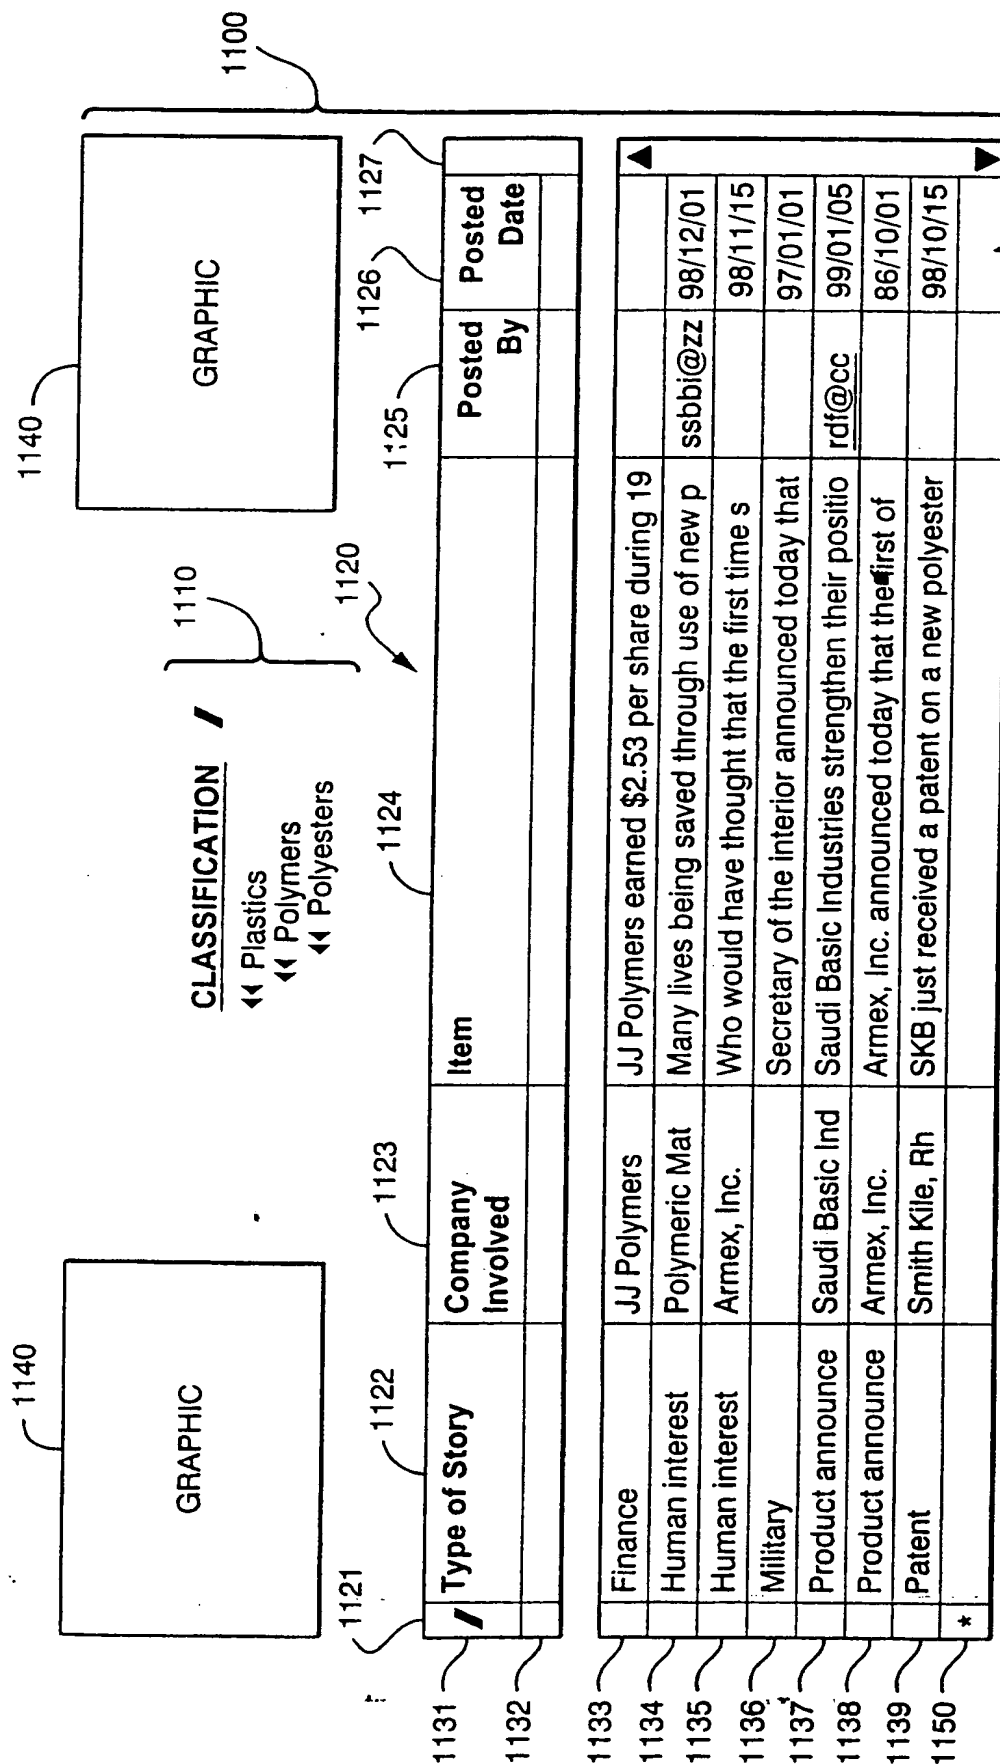 1140 1140 1100
GRAPHIC GRAPHIC
CLASSIFICATION 1110
Plastics
Polymers
Polyesters
1120
1121 1122 1123 1124 1125 1126 1127
1131 Type of Story Company Involved Item Posted By Posted Date
1132
1133 Finance JJ Polymers JJ Polymers earned $2.53 per share during 19
1134 Human interest Polymeric Mat Many lives being saved through use of new p ssbbi@zz 98/12/01
1135 Human interest Armex, Inc. Who would have thought that the first time s 98/11/15
1136 Military Secretary of the interior announced today that 97/01/01
1137 Product announce Saudi Basic Ind Saudi Basic Industries strengthen their positio rdf@cc 99/01/05
1138 Product announce Armex, Inc. Armex, Inc. announced today that the first of 86/10/01
1139 Patent Smith Kile, Rh SKB just received a patent on a new polyester 98/10/15
1150 *